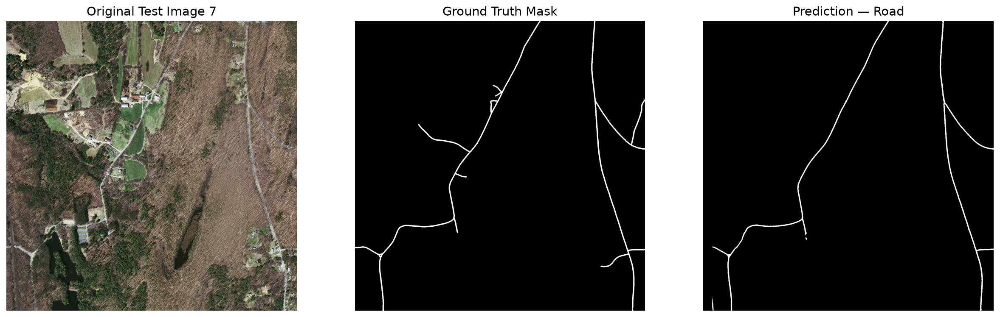 Original Test Image 7
Ground Truth Mask
Prediction — Road